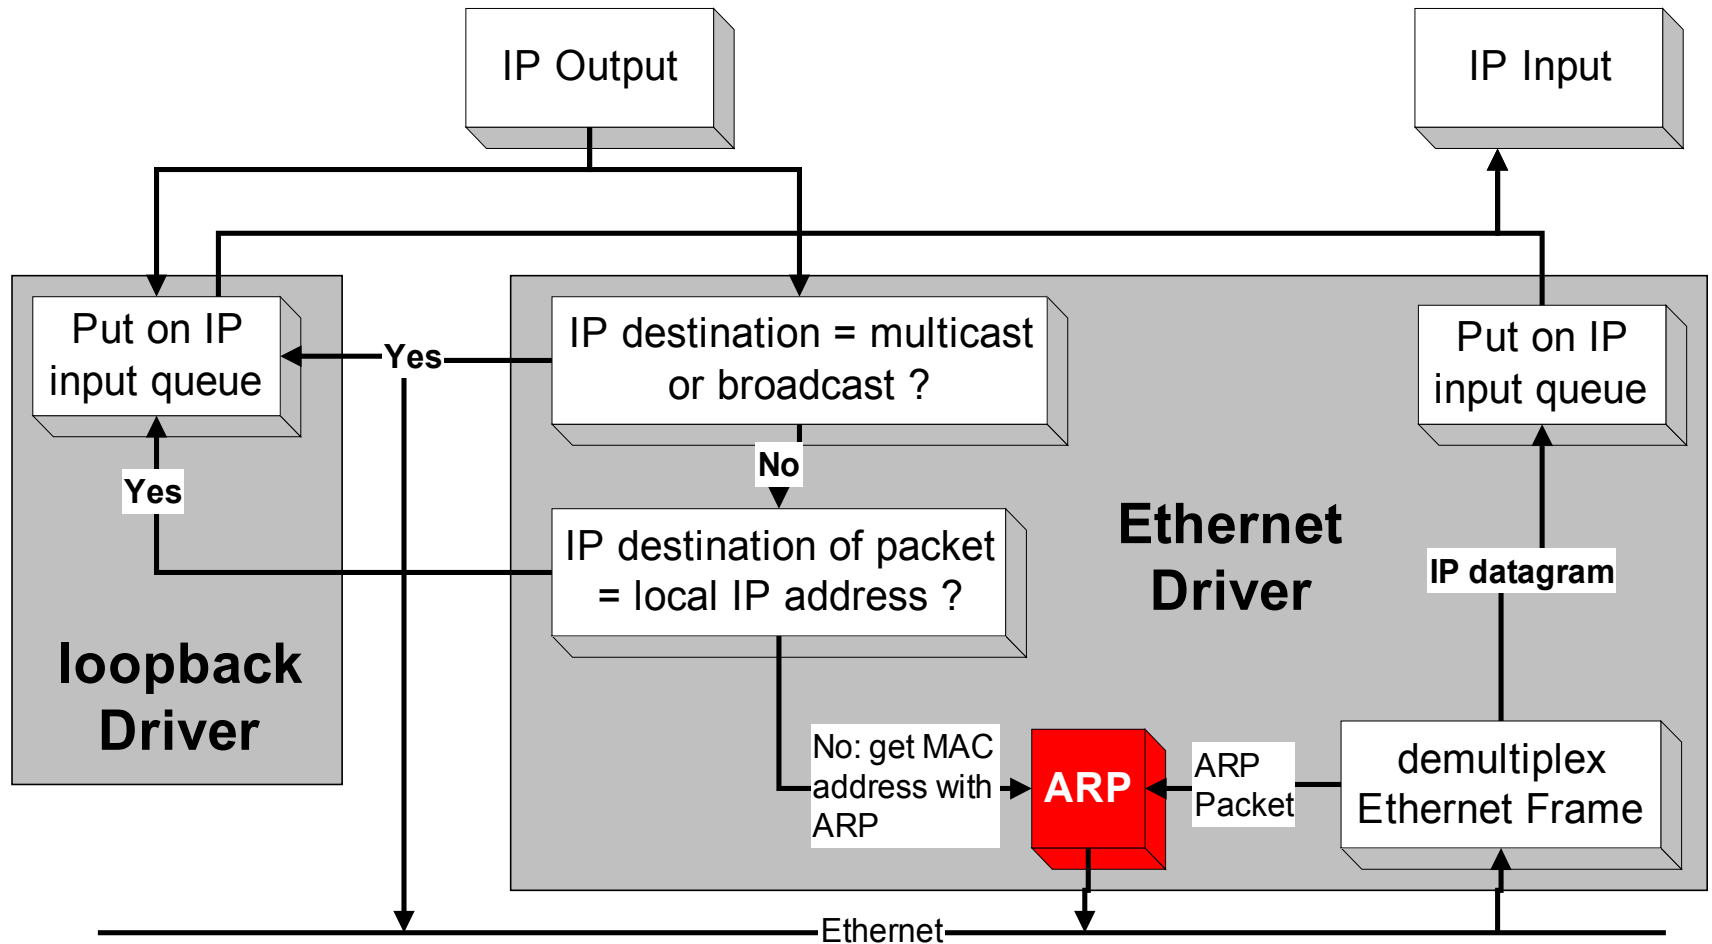 IP Output
IP Input
Put on IP
input queue
Yes
IP destination = multicast
or broadcast ?
Put on IP
input queue
No
Yes
IP destination of packet
= local IP address ?
Ethernet
Driver
IP datagram
loopback
Driver
No: get MAC
address with
ARP
ARP
ARP
Packet
demultiplex
Ethernet Frame
Ethernet